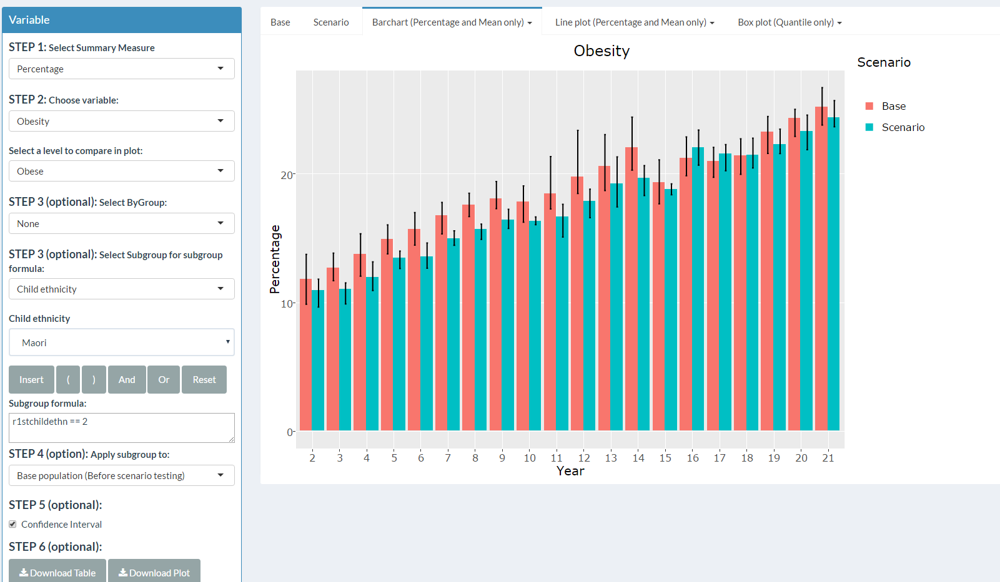 Variable
STEP 1: Select Summary Measure
Percentage
STEP 2: Choose variable:
Obesity
Select a level to compare in plot:
Obese
STEP 3 (optional): Select ByGroup:
None
STEP 3 (optional): Select Subgroup for subgroup
formula:
Child ethnicity
Child ethnicity
Maori
Insert ( ) And Or Reset
Subgroup formula:
r1stchildethn == 2
STEP 4 (option): Apply subgroup to:
Base population (Before scenario testing)
STEP 5 (optional):
Confidence Interval
STEP 6 (optional):
Download Table Download Plot
Base Scenario Barchart (Percentage and Mean only) Line plot (Percentage and Mean only) Box plot (Quantile only)
Obesity
Percentage
20
10
0
2 3 4 5 6 7 8 9 10 11 12 13 14 15 16 17 18 19 20 21
Year
Scenario
Base
Scenario